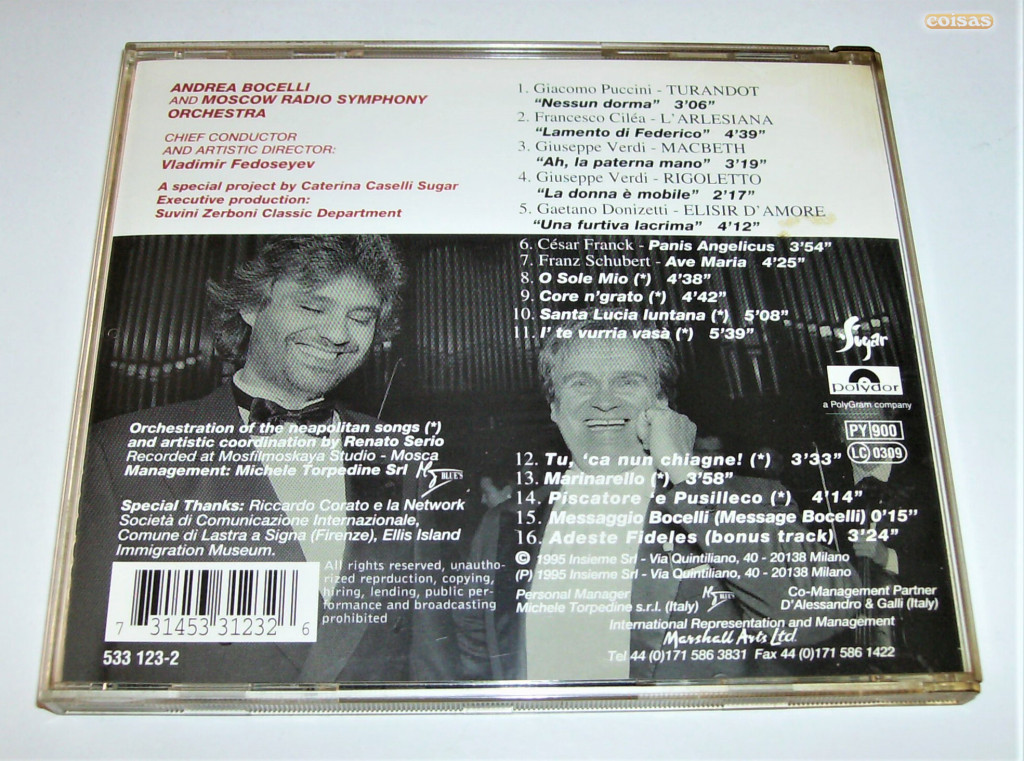 coisas
ANDREA BOCELLI
AND MOSCOW RADIO SYMPHONY
ORCHESTRA
CHIEF CONDUCTOR
AND ARTISTIC DIRECTOR:
Vladimir Fedoseyev
A special project by Caterina Caselli Sugar
Executive production:
Suvini Zerboni Classic Department
1. Giacomo Puccini - TURANDOT
“Nessun dorma” 3’06”
2. Francesco Ciléa - L’ARLESIANA
“Lamento di Federico” 4’39”
3. Giuseppe Verdi - MACBETH
“Ah, la paterna mano” 3’19”
4. Giuseppe Verdi - RIGOLETTO
“La donna è mobile” 2’17”
5. Gaetano Donizetti - ELISIR D’AMORE
“Una furtiva lacrima” 4’12”
6. César Franck - Panis Angelicus 3’54”
7. Franz Schubert - Ave Maria 4’25”
8. O Sole Mio (*) 4’38”
9. Core n’grato (*) 4’42”
10. Santa Lucia luntana (*) 5’08”
11. I’ te vurria vasà (*) 5’39”
Sugar
polydor
a PolyGram company
PY 900
LC 0309
Orchestration of the neapolitan songs (*)
and artistic coordination by Renato Serio
Recorded at Mosfilmoskaya Studio - Mosca
Management: Michele Torpedine Srl
BLUE'S
Special Thanks: Riccardo Corato e la Network
Società di Comunicazione Internazionale,
Comune di Lastra a Signa (Firenze), Ellis Island
Immigration Museum.
12. Tu, ‘ca nun chiagne! (*) 3’33”
13. Marinarello (*) 3’58”
14. Piscatore ‘e Pusilleco (*) 4’14”
15. Messaggio Bocelli (Message Bocelli) 0’15”
16. Adeste Fideles (bonus track) 3’24”
© 1995 Insieme Srl - Via Quintiliano, 40 - 20138 Milano
(P) 1995 Insieme Srl - Via Quintiliano, 40 - 20138 Milano
All rights reserved, unautho-
rized reprduction, copying,
hiring, lending, public per-
formance and broadcasting
prohibited
Personal Manager
Michele Torpedine s.r.l. (Italy)
BLUE'S
Co-Management Partner
D’Alessandro & Galli (Italy)
International Representation and Management
Marshall Arts Ltd.
Tel 44 (0)171 586 3831 Fax 44 (0)171 586 1422
7 31453 31232 6
533 123-2